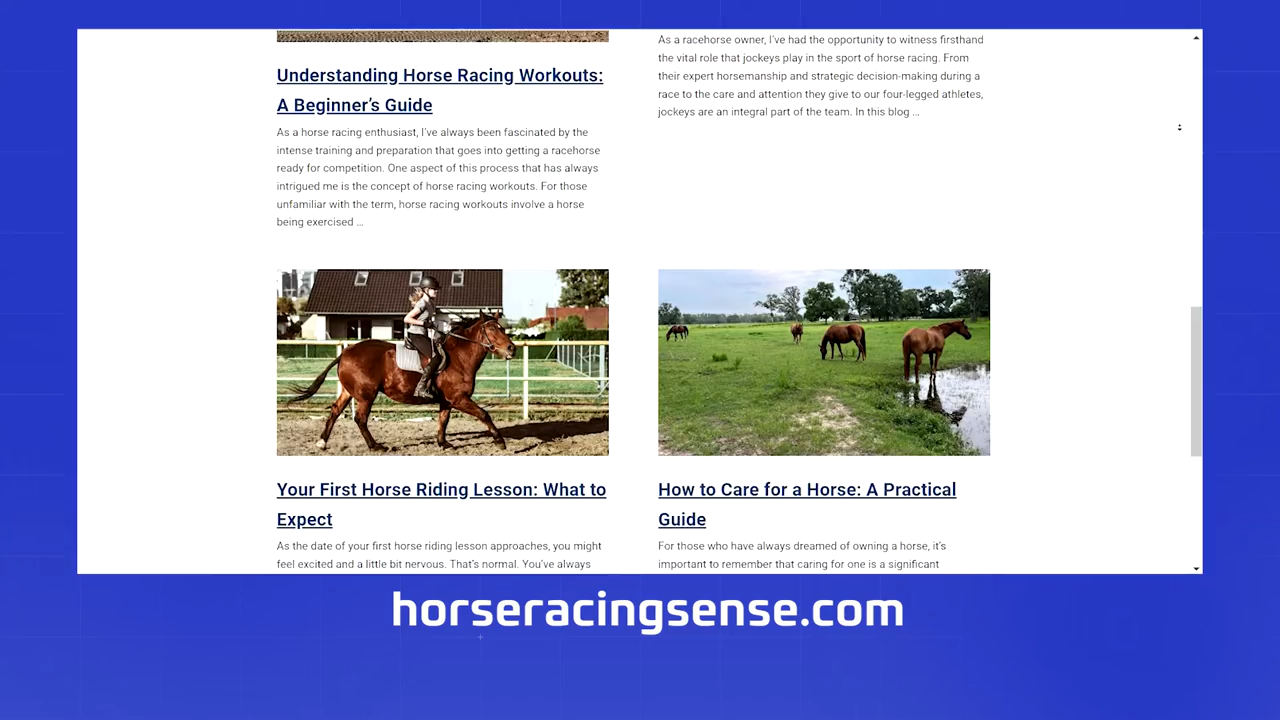 Understanding Horse Racing Workouts:
A Beginner's Guide
As a horse racing enthusiast, I've always been fascinated by the
intense training and preparation that goes into getting a racehorse
ready for competition. One aspect of this process that has always
intrigued me is the concept of horse racing workouts. For those
unfamiliar with the term, horse racing workouts involve a horse
being exercised ...
As a racehorse owner, I've had the opportunity to witness firsthand
the vital role that jockeys play in the sport of horse racing. From
their expert horsemanship and strategic decision-making during a
race to the care and attention they give to our four-legged athletes,
jockeys are an integral part of the team. In this blog ...
Your First Horse Riding Lesson: What to
Expect
As the date of your first horse riding lesson approaches, you might
feel excited and a little bit nervous. That's normal. You've always
How to Care for a Horse: A Practical
Guide
For those who have always dreamed of owning a horse, it's
important to remember that caring for one is a significant
horseracingsense.com